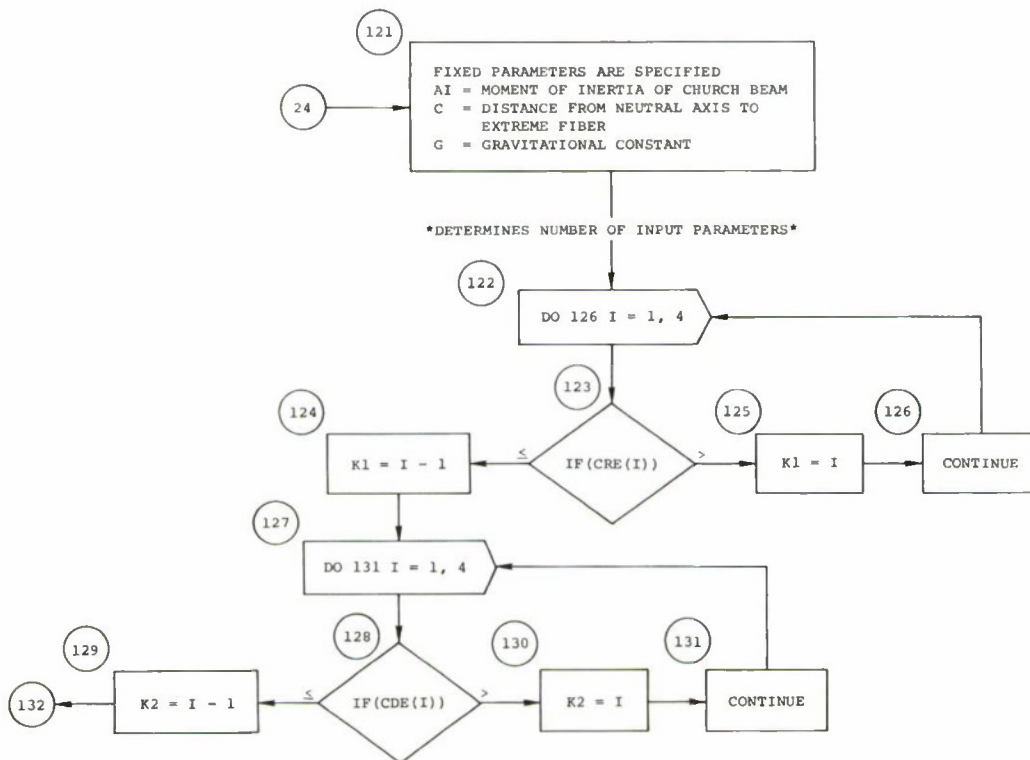 121
FIXED PARAMETERS ARE SPECIFIED
AI = MOMENT OF INERTIA OF CHURCH BEAM
24
C = DISTANCE FROM NEUTRAL AXIS TO
EXTREME FIBER
G = GRAVITATIONAL CONSTANT
*DETERMINES NUMBER OF INPUT PARAMETERS*
122
DO 126 I = 1, 4
123
124
125
126
K1 = I - 1
≤
IF(CRE(I))
>
K1 = I
CONTINUE
127
DO 131 I = 1, 4
128
129
130
131
132
K2 = I - 1
≤
IF(CDE(I))
>
K2 = I
CONTINUE